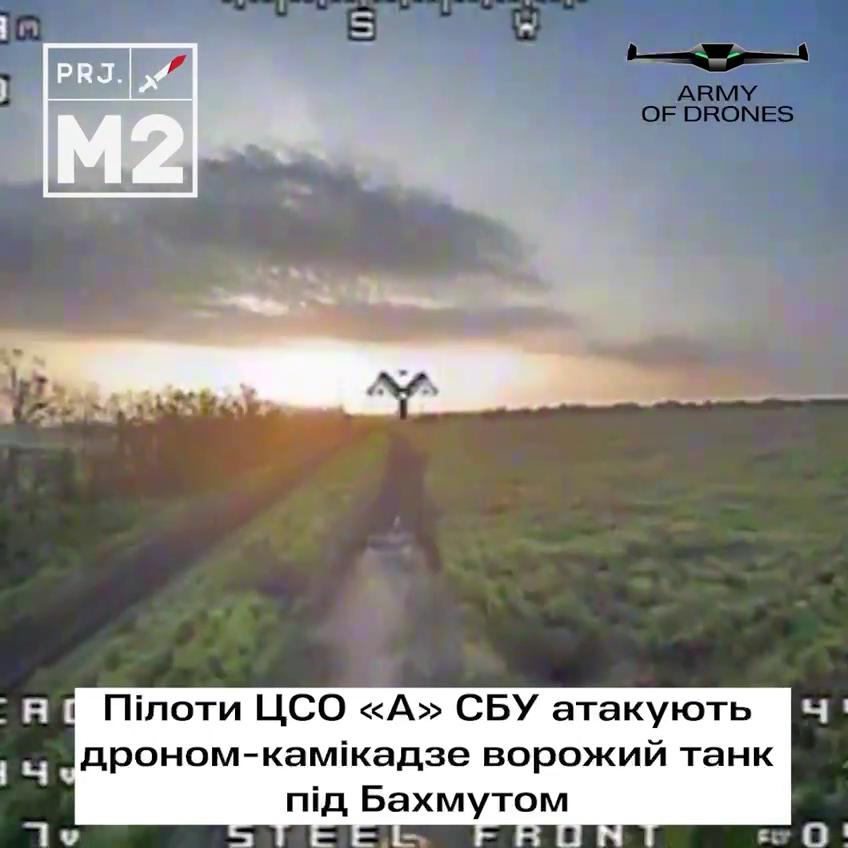 S W
PRJ.
M2
ARMY
OF DRONES
Пілоти ЦСО «А» СБУ атакують
дроном-камікадзе ворожий танк
під Бахмутом
STEEL FRONT